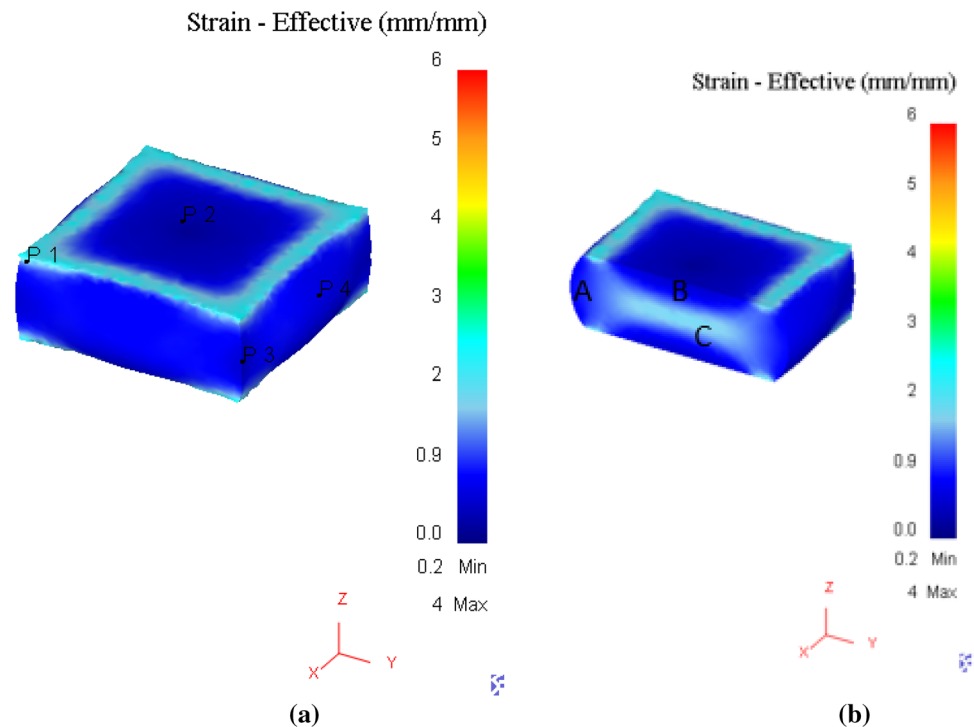 Strain - Effective (mm/mm)
6
5
4
3
2
0.9
0.0
0.2 Min
4 Max
P 1
P 2
P 4
P 3
Z
X
Y
(a)
Strain - Effective (mm/mm)
6
5
4
3
2
0.9
0.0
0.2 Min
4 Max
A
B
C
Z
X
Y
(b)